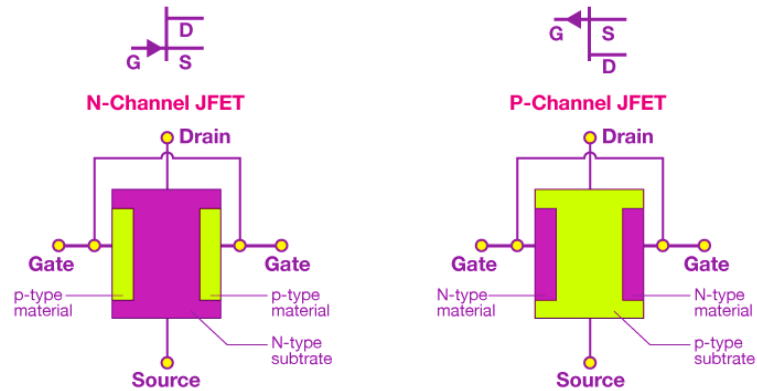 D
G
S
N-Channel JFET
Drain
Gate
Gate
p-type
material
p-type
material
N-type
subtrate
Source
G
S
D
P-Channel JFET
Drain
Gate
Gate
N-type
material
N-type
material
p-type
subtrate
Source